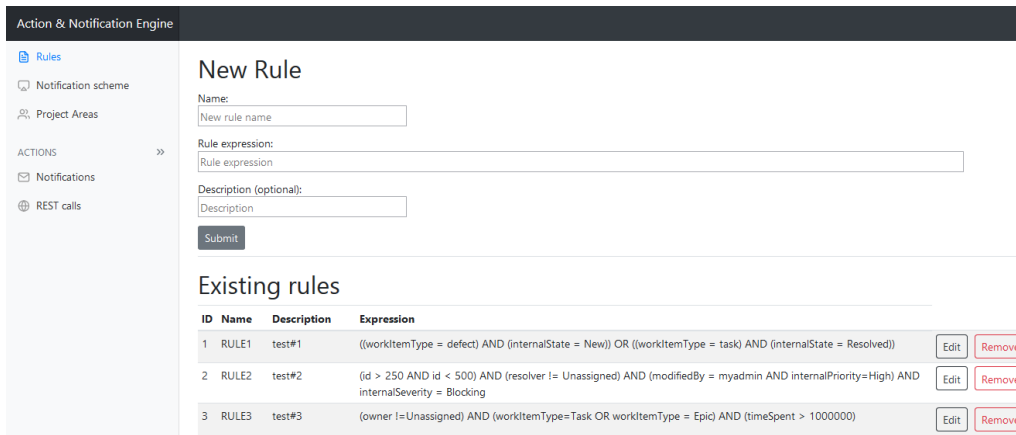 Action & Notification Engine
Rules
Notification scheme
Project Areas
ACTIONS
Notifications
REST calls
New Rule
Name:
New rule name
Rule expression:
Rule expression
Description (optional):
Description
Submit
Existing rules
ID Name Description Expression
1 RULE1 test#1 ((workItemType = defect) AND (internalState = New)) OR ((workItemType = task) AND (internalState = Resolved)) Edit Remove
2 RULE2 test#2 (id > 250 AND id < 500) AND (resolver != Unassigned) AND (modifiedBy = myadmin AND internalPriority=High) AND Edit Remove
internalSeverity = Blocking
3 RULE3 test#3 (owner !=Unassigned) AND (workItemType=Task OR workItemType = Epic) AND (timeSpent > 1000000) Edit Remove